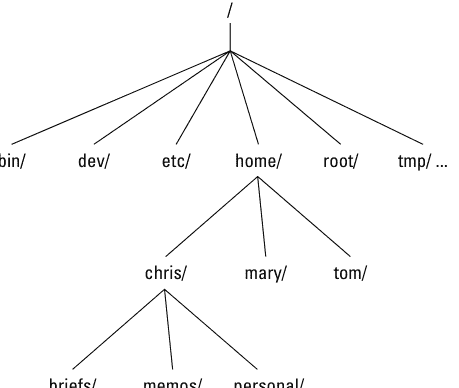 /
bin/ dev/ etc/ home/ root/ tmp/ ...
chris/ mary/ tom/
briefs/ memos/ personal/